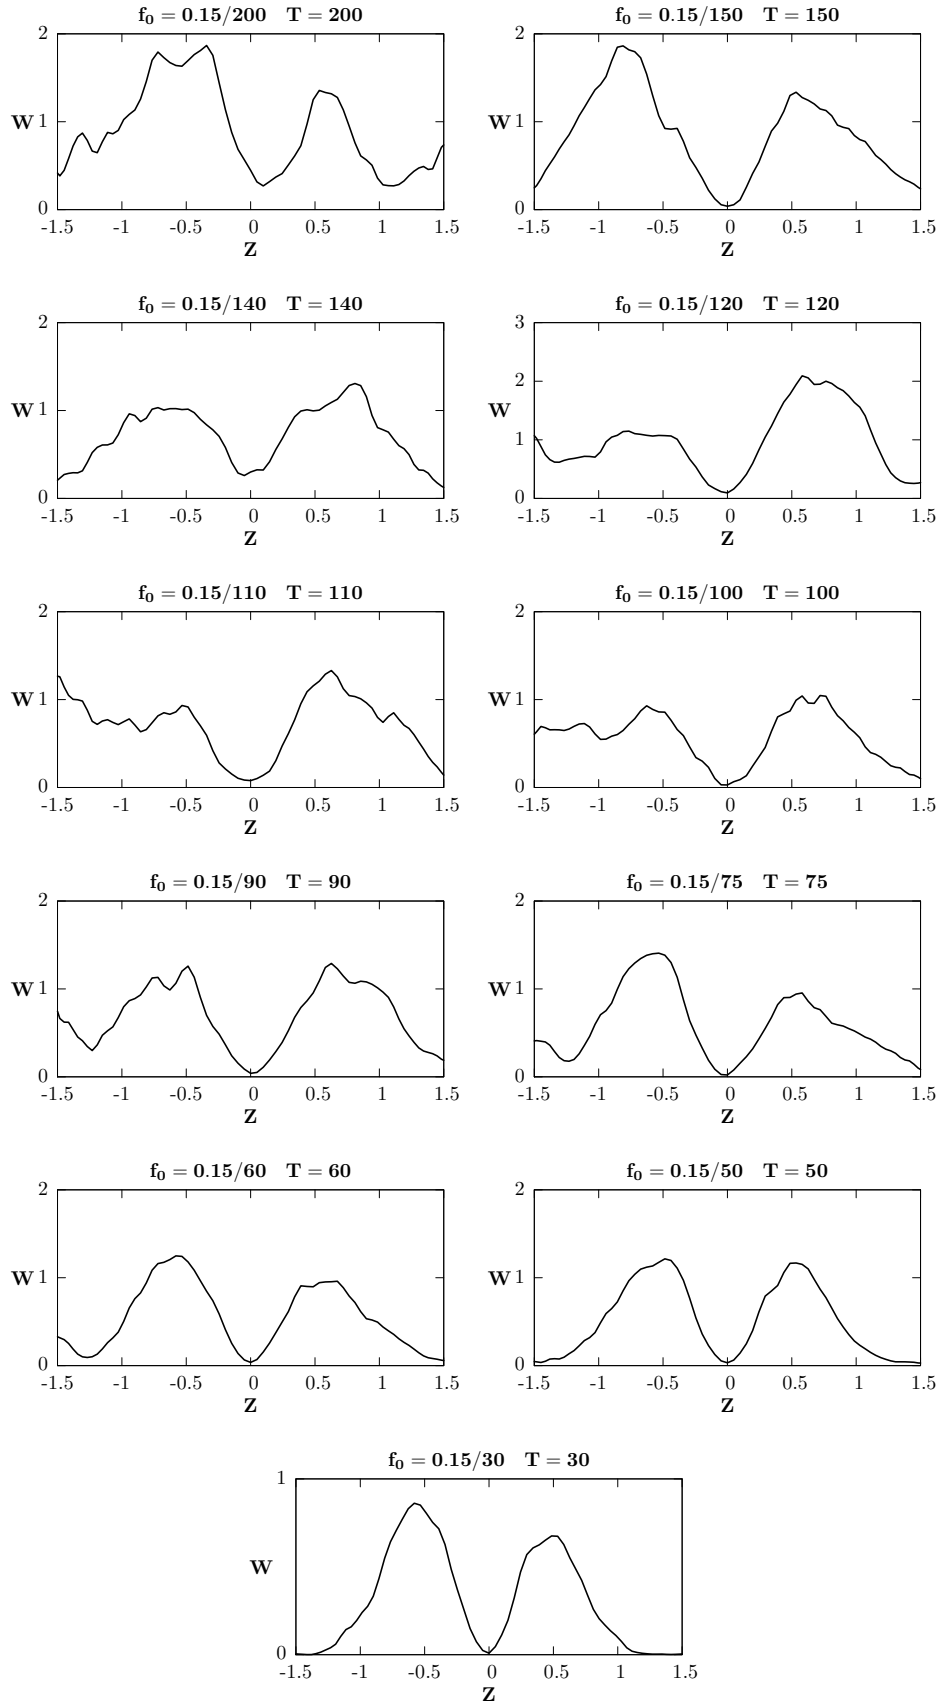 f₀ = 0.15/200 T = 200
f₀ = 0.15/150 T = 150
2
W 1
0
-1.5 -1 -0.5 0 0.5 1 1.5
Z
2
W 1
0
-1.5 -1 -0.5 0 0.5 1 1.5
Z
f₀ = 0.15/140 T = 140
f₀ = 0.15/120 T = 120
2
W 1
0
-1.5 -1 -0.5 0 0.5 1 1.5
Z
3
2
W
1
0
-1.5 -1 -0.5 0 0.5 1 1.5
Z
f₀ = 0.15/110 T = 110
f₀ = 0.15/100 T = 100
2
W 1
0
-1.5 -1 -0.5 0 0.5 1 1.5
Z
2
W 1
0
-1.5 -1 -0.5 0 0.5 1 1.5
Z
f₀ = 0.15/90 T = 90
f₀ = 0.15/75 T = 75
2
W 1
0
-1.5 -1 -0.5 0 0.5 1 1.5
Z
2
W 1
0
-1.5 -1 -0.5 0 0.5 1 1.5
Z
f₀ = 0.15/60 T = 60
f₀ = 0.15/50 T = 50
2
W 1
0
-1.5 -1 -0.5 0 0.5 1 1.5
Z
2
W 1
0
-1.5 -1 -0.5 0 0.5 1 1.5
Z
f₀ = 0.15/30 T = 30
1
W
0
-1.5 -1 -0.5 0 0.5 1 1.5
Z